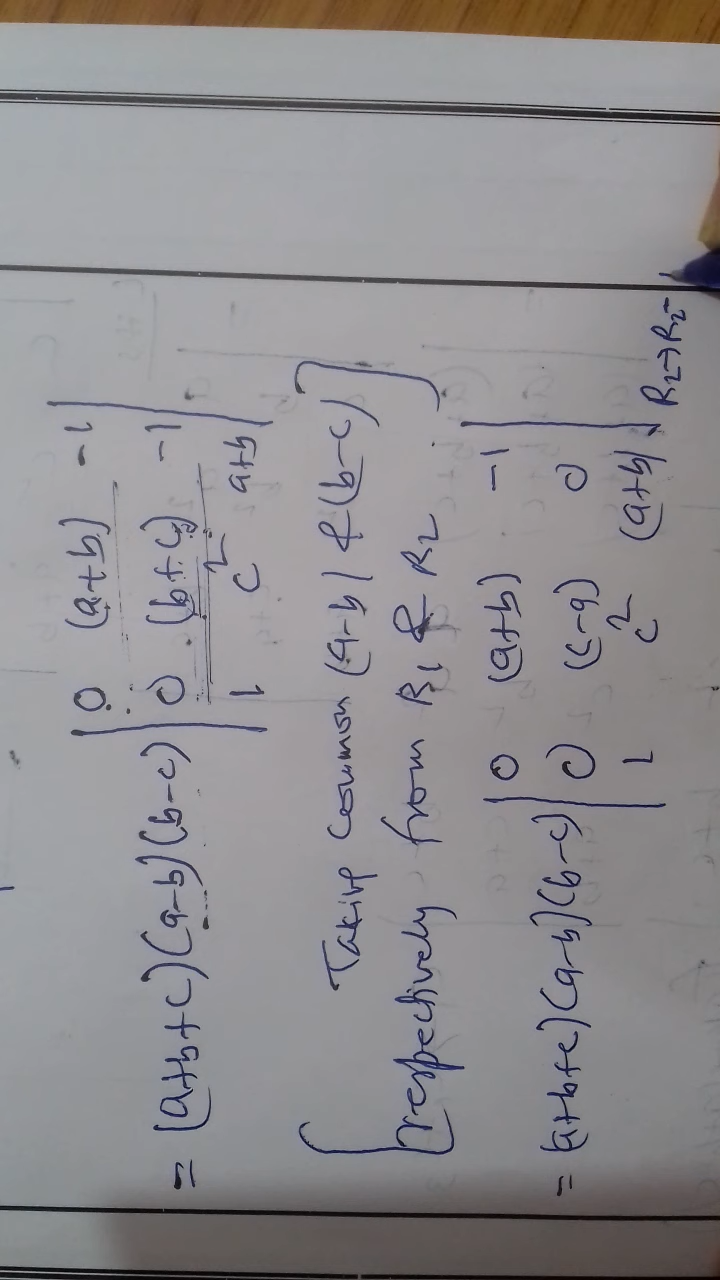 0 (a+b) -1
= (a+b+c)(a-b)(b-c) 0 (b+c) -1
1 c² a+b
[Taking common (a-b) & (b-c)
respectively from R1 & R2]
0 (a+b) -1
= (a+b+c)(a-b)(b-c) 0 (c-a) 0
1 c² (a+b)
R2→R2-